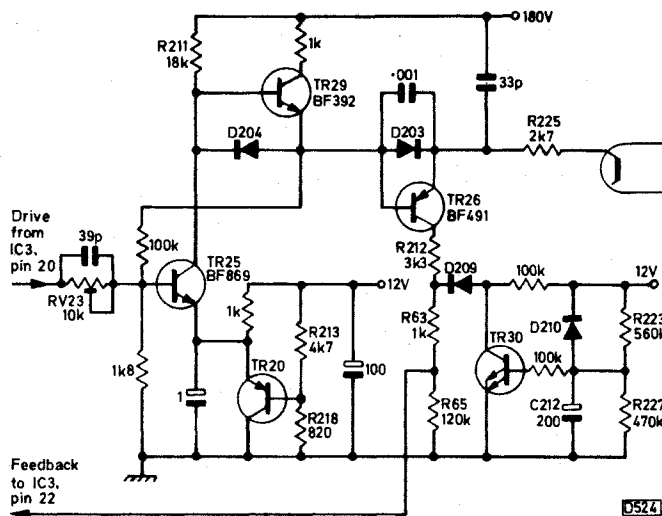 180V
R211
18k
1k
TR29
BF392
·001
33p
D204
D203
R225
2k7
Drive
from
IC3,
pin 20
39p
RV23
10k
100k
TR25
BF869
TR26
BF491
R212
3k3
D209
100k
12V
12V
1k
R213
4k7
R63
1k
TR30
D210
R223
560k
1k8
1
TR20
100
100k
R218
820
R65
120k
C212
200
R227
470k
Feedback
to IC3,
pin 22
D524